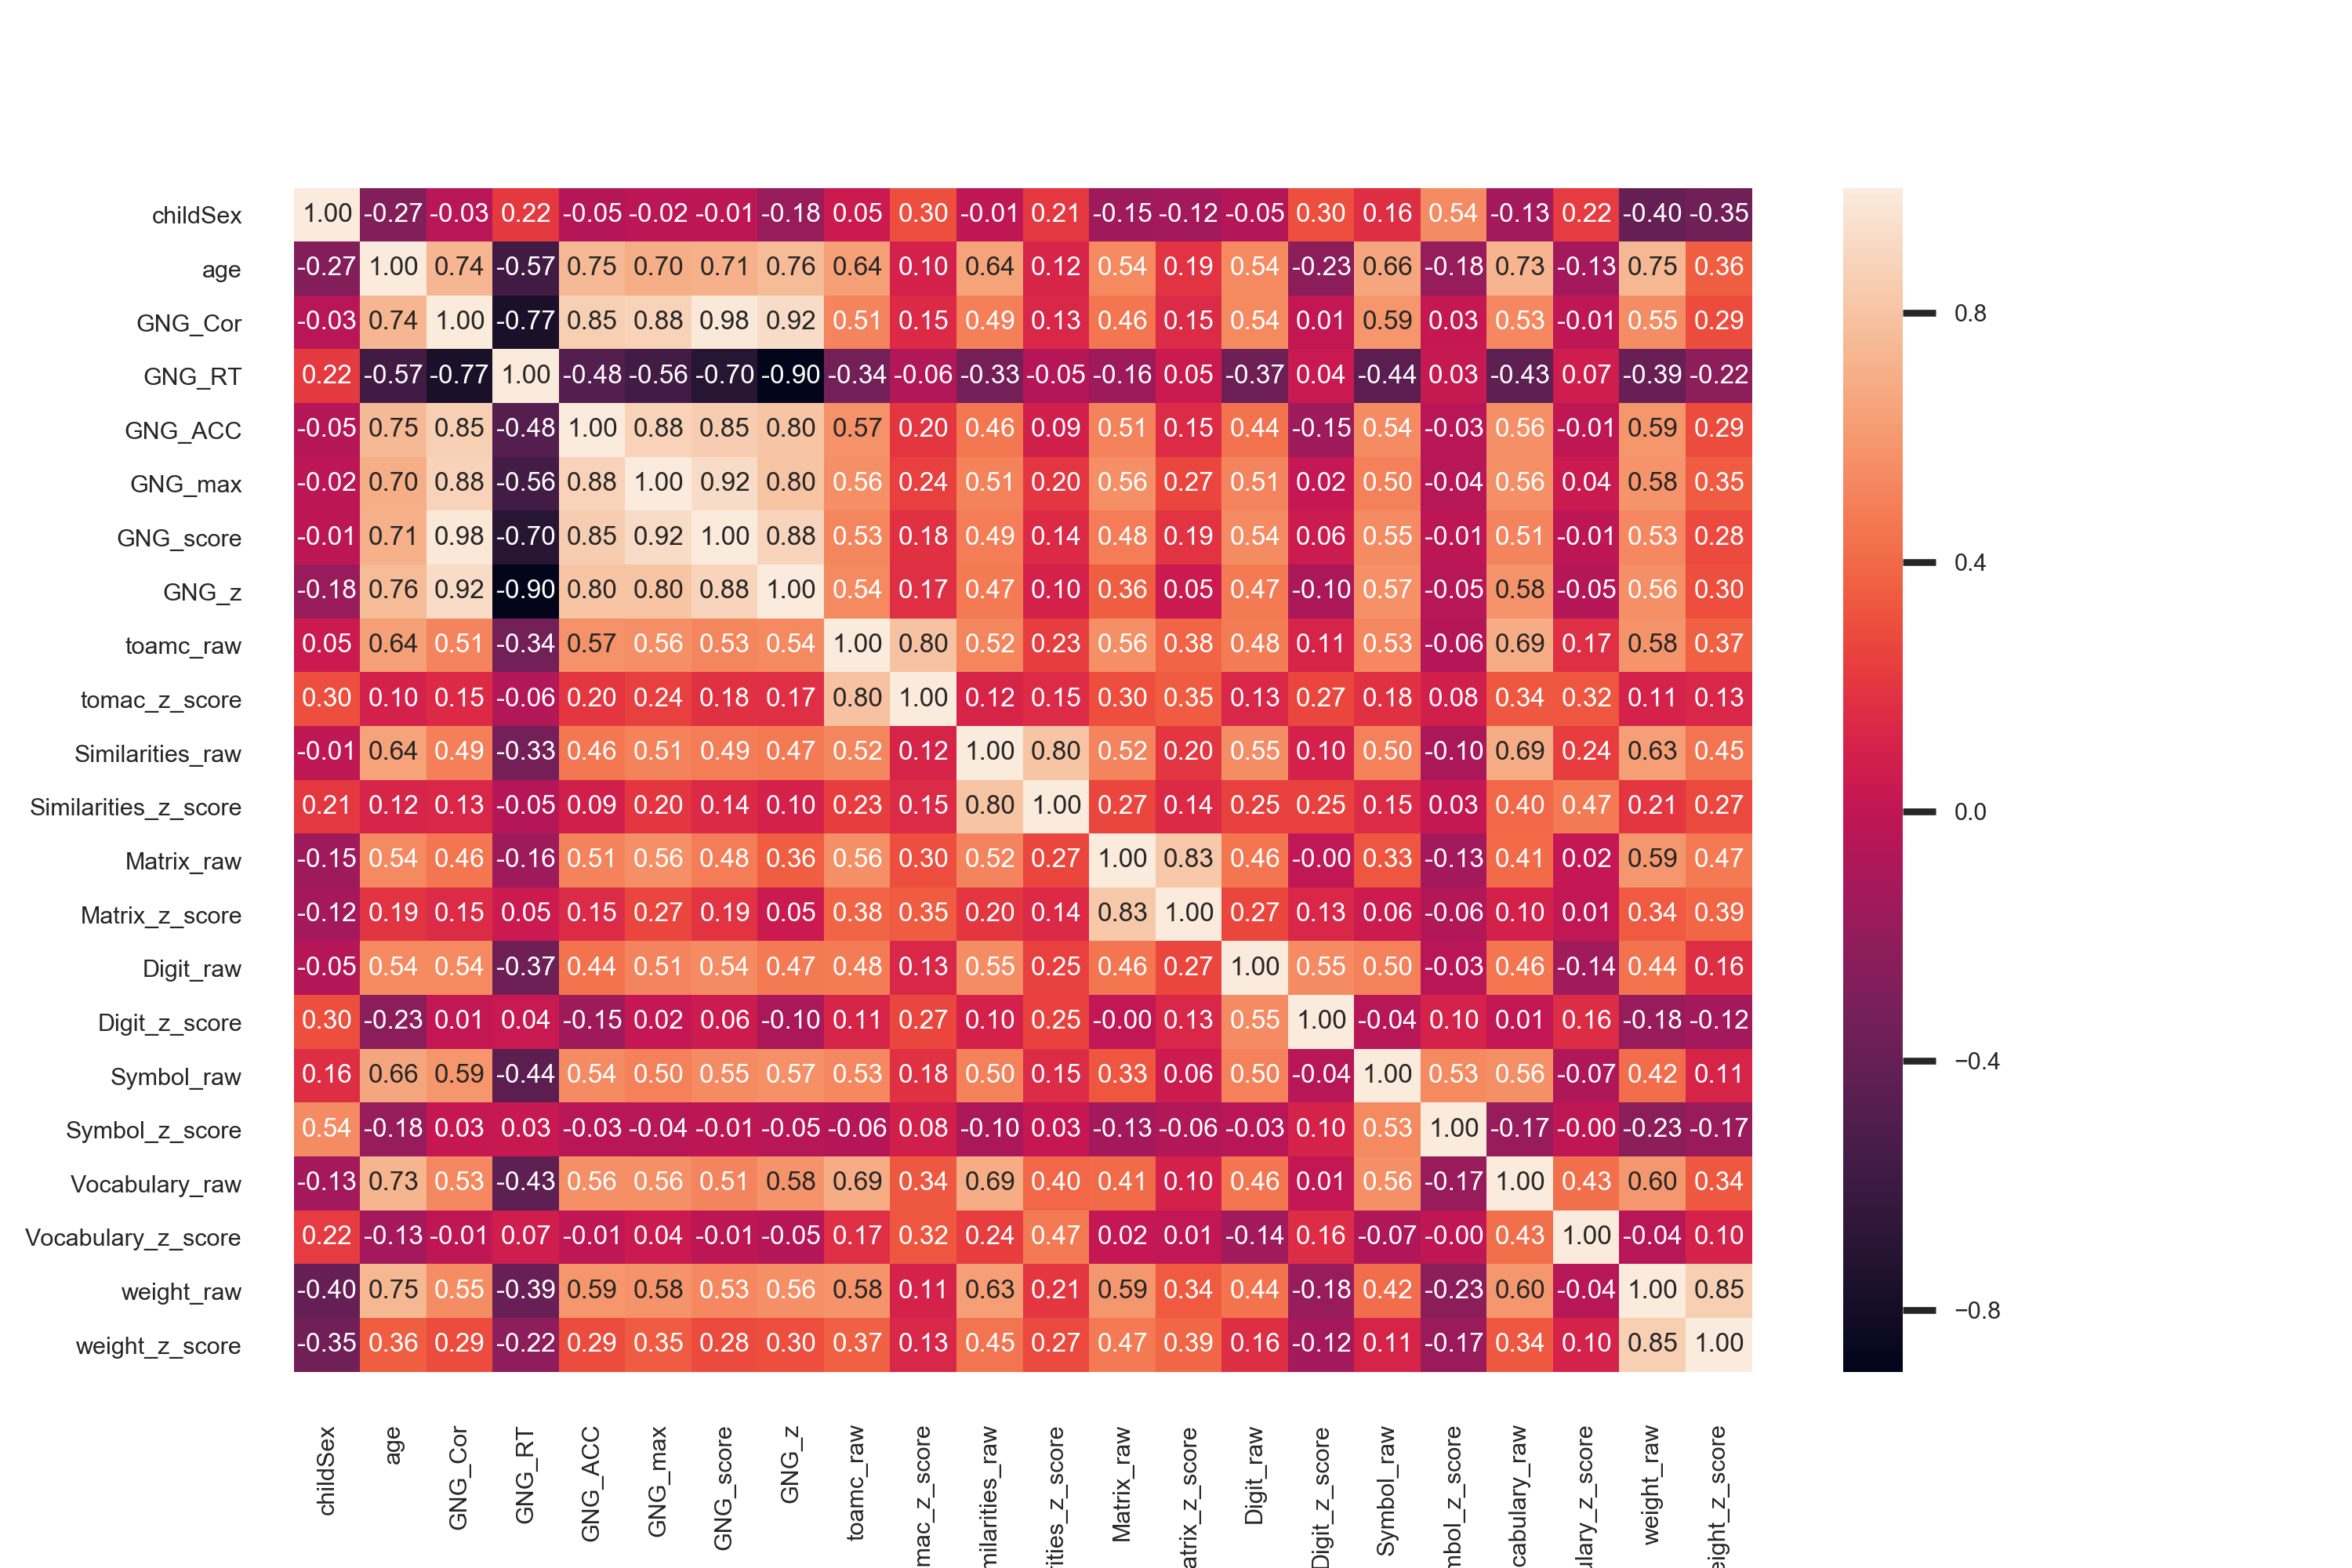 childSex 1.00 -0.27 -0.03 0.22 -0.05 -0.02 -0.01 -0.18 0.05 0.30 -0.01 0.21 -0.15 -0.12 -0.05 0.30 0.16 0.54 -0.13 0.22 -0.40 -0.35
age -0.27 1.00 0.74 -0.57 0.75 0.70 0.71 0.76 0.64 0.10 0.64 0.12 0.54 0.19 0.54 -0.23 0.66 -0.18 0.73 -0.13 0.75 0.36
GNG_Cor -0.03 0.74 1.00 -0.77 0.85 0.88 0.98 0.92 0.51 0.15 0.49 0.13 0.46 0.15 0.54 0.01 0.59 0.03 0.53 -0.01 0.55 0.29
GNG_RT 0.22 -0.57 -0.77 1.00 -0.48 -0.56 -0.70 -0.90 -0.34 -0.06 -0.33 -0.05 -0.16 0.05 -0.37 0.04 -0.44 0.03 -0.43 0.07 -0.39 -0.22
GNG_ACC -0.05 0.75 0.85 -0.48 1.00 0.88 0.85 0.80 0.57 0.20 0.46 0.09 0.51 0.15 0.44 -0.15 0.54 -0.03 0.56 -0.01 0.59 0.29
GNG_max -0.02 0.70 0.88 -0.56 0.88 1.00 0.92 0.80 0.56 0.24 0.51 0.20 0.56 0.27 0.51 0.02 0.50 -0.04 0.56 0.04 0.58 0.35
GNG_score -0.01 0.71 0.98 -0.70 0.85 0.92 1.00 0.88 0.53 0.18 0.49 0.14 0.48 0.19 0.54 0.06 0.55 -0.01 0.51 -0.01 0.53 0.28
GNG_z -0.18 0.76 0.92 -0.90 0.80 0.80 0.88 1.00 0.54 0.17 0.47 0.10 0.36 0.05 0.47 -0.10 0.57 -0.05 0.58 -0.05 0.56 0.30
toamc_raw 0.05 0.64 0.51 -0.34 0.57 0.56 0.53 0.54 1.00 0.80 0.52 0.23 0.56 0.38 0.48 0.11 0.53 -0.06 0.69 0.17 0.58 0.37
tomac_z_score 0.30 0.10 0.15 -0.06 0.20 0.24 0.18 0.17 0.80 1.00 0.12 0.15 0.30 0.35 0.13 0.27 0.18 0.08 0.34 0.32 0.11 0.13
Similarities_raw -0.01 0.64 0.49 -0.33 0.46 0.51 0.49 0.47 0.52 0.12 1.00 0.80 0.52 0.20 0.55 0.10 0.50 -0.10 0.69 0.24 0.63 0.45
Similarities_z_score 0.21 0.12 0.13 -0.05 0.09 0.20 0.14 0.10 0.23 0.15 0.80 1.00 0.27 0.14 0.25 0.25 0.15 0.03 0.40 0.47 0.21 0.27
Matrix_raw -0.15 0.54 0.46 -0.16 0.51 0.56 0.48 0.36 0.56 0.30 0.52 0.27 1.00 0.83 0.46 -0.00 0.33 -0.13 0.41 0.02 0.59 0.47
Matrix_z_score -0.12 0.19 0.15 0.05 0.15 0.27 0.19 0.05 0.38 0.35 0.20 0.14 0.83 1.00 0.27 0.13 0.06 -0.06 0.10 0.01 0.34 0.39
Digit_raw -0.05 0.54 0.54 -0.37 0.44 0.51 0.54 0.47 0.48 0.13 0.55 0.25 0.46 0.27 1.00 0.55 0.50 -0.03 0.46 -0.14 0.44 0.16
Digit_z_score 0.30 -0.23 0.01 0.04 -0.15 0.02 0.06 -0.10 0.11 0.27 0.10 0.25 -0.00 0.13 0.55 1.00 -0.04 0.10 0.01 0.16 -0.18 -0.12
Symbol_raw 0.16 0.66 0.59 -0.44 0.54 0.50 0.55 0.57 0.53 0.18 0.50 0.15 0.33 0.06 0.50 -0.04 1.00 0.53 0.56 -0.07 0.42 0.11
Symbol_z_score 0.54 -0.18 0.03 0.03 -0.03 -0.04 -0.01 -0.05 -0.06 0.08 -0.10 0.03 -0.13 -0.06 -0.03 0.10 0.53 1.00 -0.17 -0.00 -0.23 -0.17
Vocabulary_raw -0.13 0.73 0.53 -0.43 0.56 0.56 0.51 0.58 0.69 0.34 0.69 0.40 0.41 0.10 0.46 0.01 0.56 -0.17 1.00 0.43 0.60 0.34
Vocabulary_z_score 0.22 -0.13 -0.01 0.07 -0.01 0.04 -0.01 -0.05 0.17 0.32 0.24 0.47 0.02 0.01 -0.14 0.16 -0.07 -0.00 0.43 1.00 -0.04 0.10
weight_raw -0.40 0.75 0.55 -0.39 0.59 0.58 0.53 0.56 0.58 0.11 0.63 0.21 0.59 0.34 0.44 -0.18 0.42 -0.23 0.60 -0.04 1.00 0.85
weight_z_score -0.35 0.36 0.29 -0.22 0.29 0.35 0.28 0.30 0.37 0.13 0.45 0.27 0.47 0.39 0.16 -0.12 0.11 -0.17 0.34 0.10 0.85 1.00
childSex
age
GNG_Cor
GNG_RT
GNG_ACC
GNG_max
GNG_score
GNG_z
toamc_raw
mac_z_score
milarities_raw
rities_z_score
Matrix_raw
atrix_z_score
Digit_raw
Digit_z_score
Symbol_raw
mbol_z_score
cabulary_raw
ulary_z_score
weight_raw
eight_z_score
0.8
0.4
0.0
−0.4
−0.8